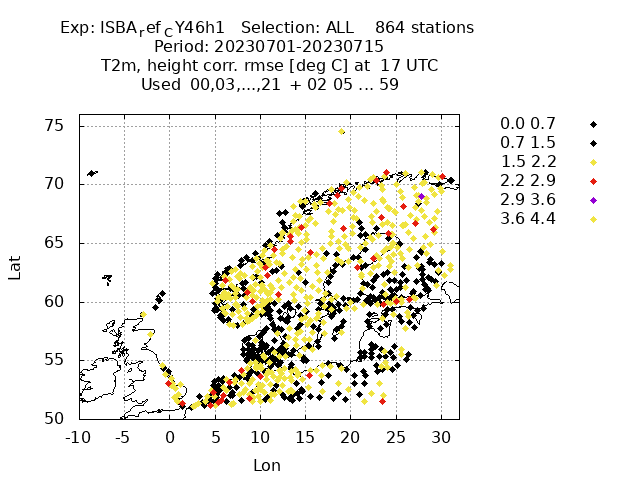 Exp: ISBArefCY46h1 Selection: ALL 864 stations
Period: 20230701-20230715
T2m, height corr. rmse [deg C] at 17 UTC
Used 00,03,...,21 + 02 05 ... 59
0.0 0.7
0.7 1.5
1.5 2.2
2.2 2.9
2.9 3.6
3.6 4.4
75
70
65
60
55
50
Lat
-10 -5 0 5 10 15 20 25 30
Lon